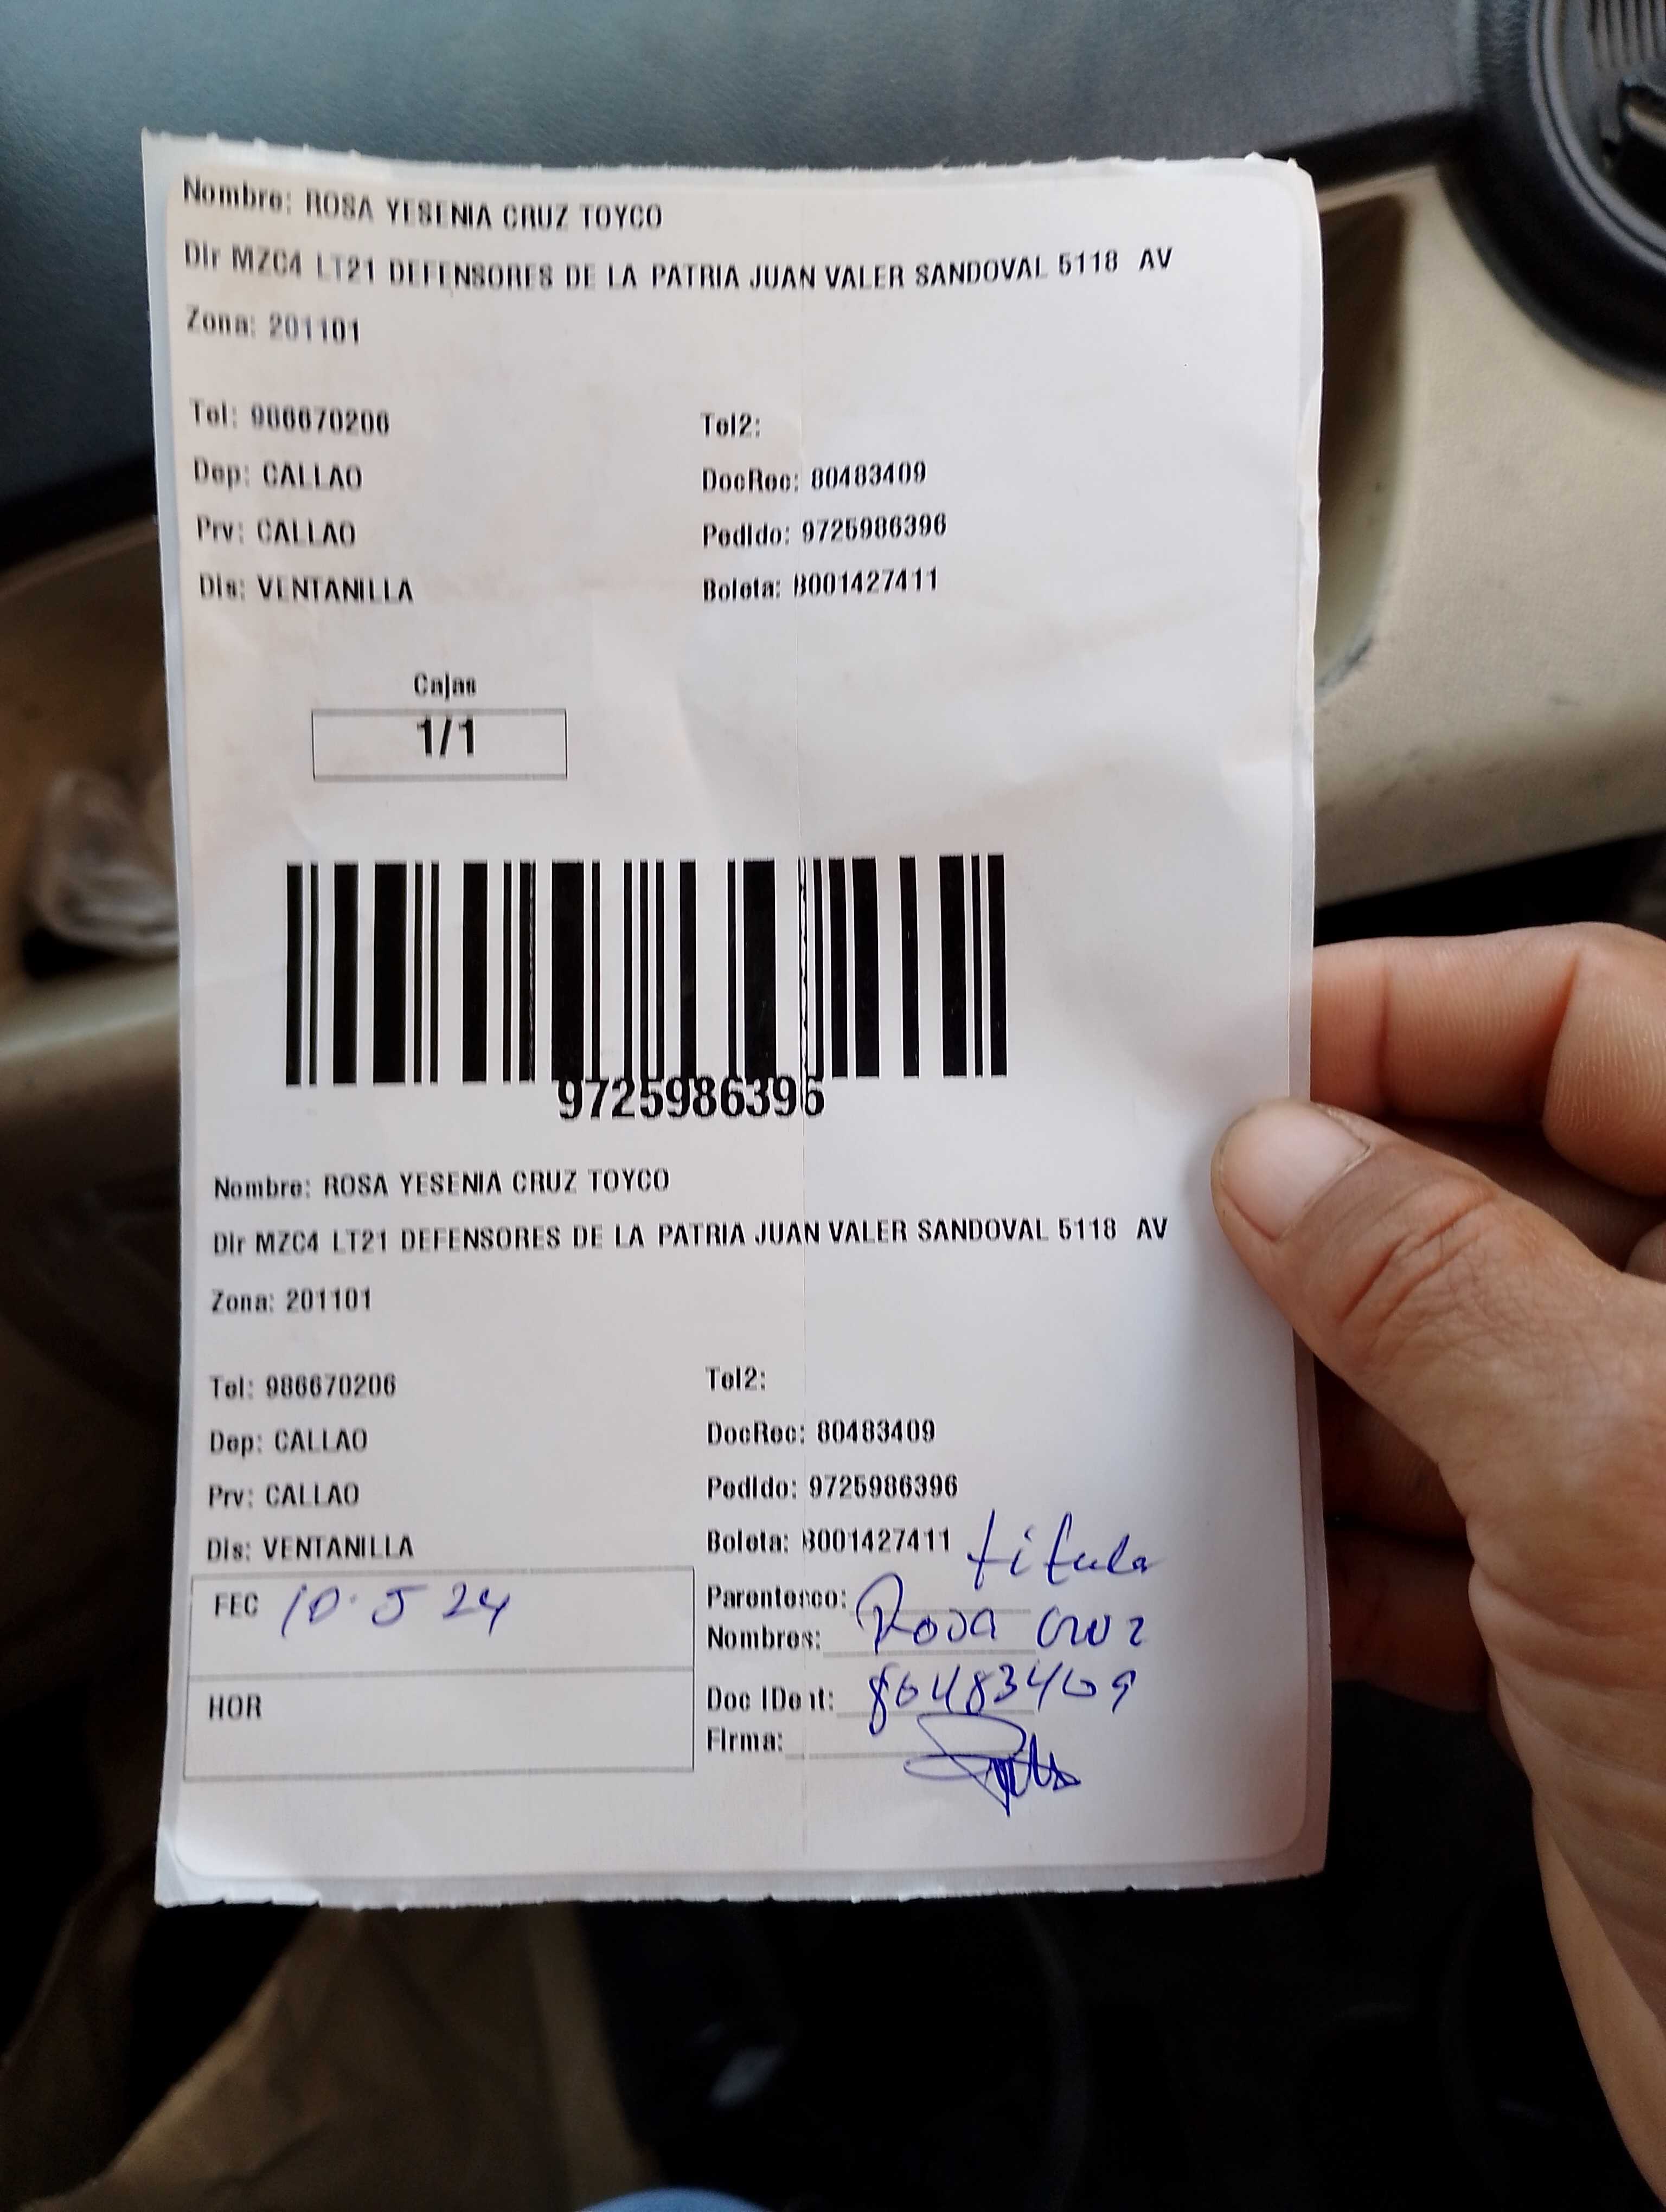 Nombre: ROSA YESENIA CRUZ TOYCO
Dir MZC4 LT21 DEFENSORES DE LA PATRIA JUAN VALER SANDOVAL 5118 AV
Zona: 201101
Tel: 986670206 Tel2:
Dep: CALLAO DocRec: 80483409
Prv: CALLAO Pedido: 9725986396
Dis: VENTANILLA Boleta: B001427411
Cajas
1/1
9725986396
Nombre: ROSA YESENIA CRUZ TOYCO
Dir MZC4 LT21 DEFENSORES DE LA PATRIA JUAN VALER SANDOVAL 5118 AV
Zona: 201101
Tel: 986670206 Tel2:
Dep: CALLAO DocRec: 80483409
Prv: CALLAO Pedido: 9725986396
Dis: VENTANILLA Boleta: B001427411
FEC 10.5 24 Parentesco: titula
Nombres: Rosa Cruz
HOR Doc IDent: 80483409
Firma: